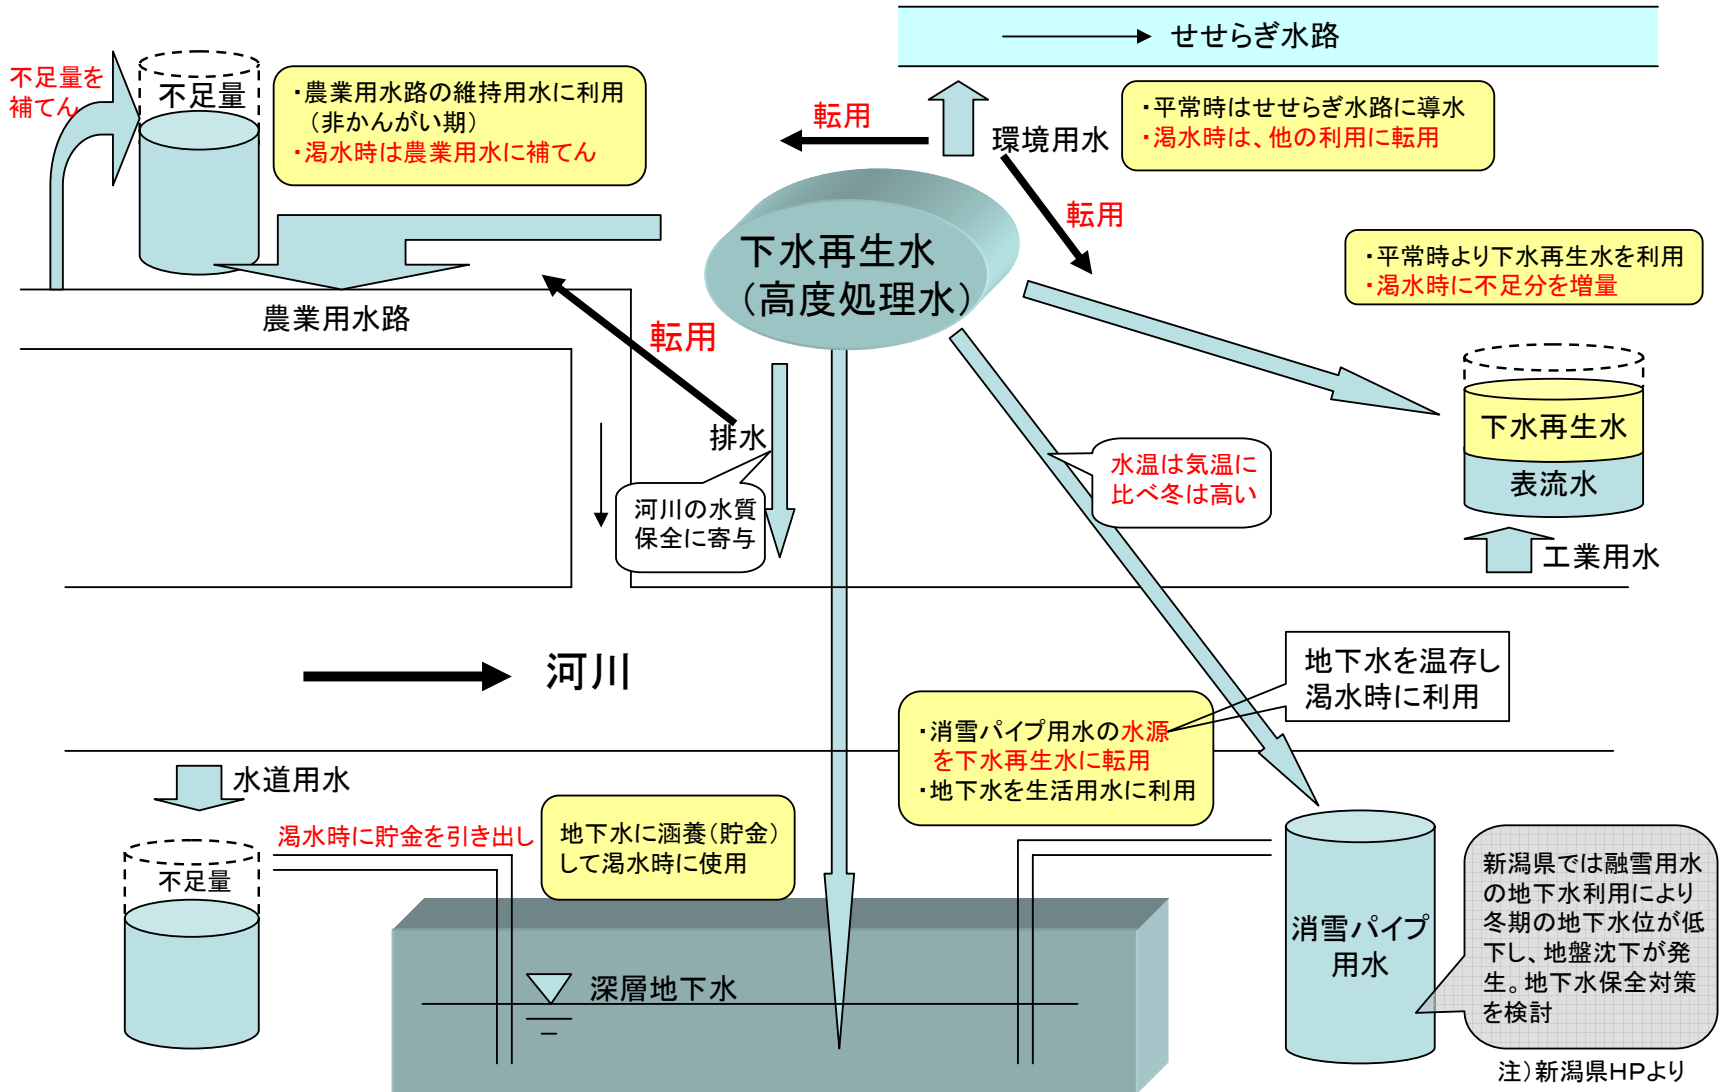 せせらぎ水路
不足量を
補てん
不足量
・農業用水路の維持用水に利用
（非かんがい期）
・渇水時は農業用水に補てん
転用
環境用水
・平常時はせせらぎ水路に導水
・渇水時は、他の利用に転用
転用
下水再生水
（高度処理水）
・平常時より下水再生水を利用
・渇水時に不足分を増量
農業用水路
転用
排水
河川の水質
保全に寄与
水温は気温に
比べ冬は高い
下水再生水
表流水
工業用水
河川
地下水を温存し
渇水時に利用
・消雪パイプ用水の水源
を下水再生水に転用
・地下水を生活用水に利用
水道用水
渇水時に貯金を引き出し
地下水に涵養（貯金）
して渇水時に使用
不足量
深層地下水
消雪パイプ
用水
新潟県では融雪用水
の地下水利用により
冬期の地下水位が低
下し、地盤沈下が発
生。地下水保全対策
を検討
注）新潟県HPより